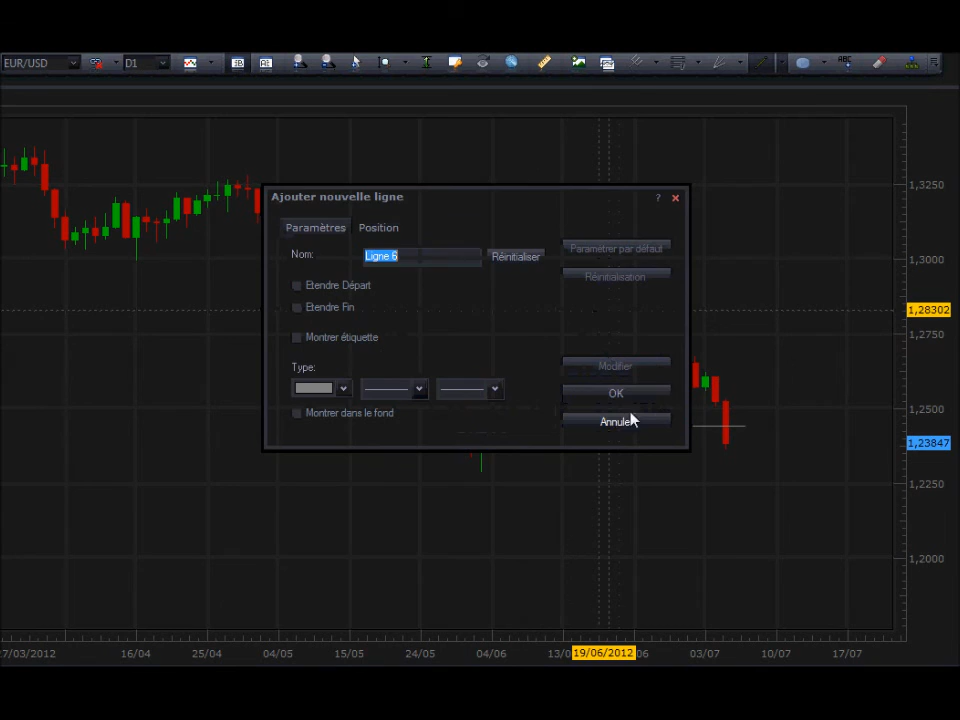 EUR/USD D1 ABC
Ajouter nouvelle ligne ?
Paramètres Position
Nom: Ligne 6 Réinitialiser
Paramétrer par défaut
Réinitialisation
Etendre Départ
Etendre Fin
Montrer étiquette
Type:
Modifier
OK
Annuler
Montrer dans le fond
1,3250
1,3000
1,28302
1,2750
1,2500
1,23847
1,2250
1,2000
27/03/2012 16/04 25/04 04/05 15/05 24/05 04/06 13/0 19/06/2012 06 03/07 10/07 17/07